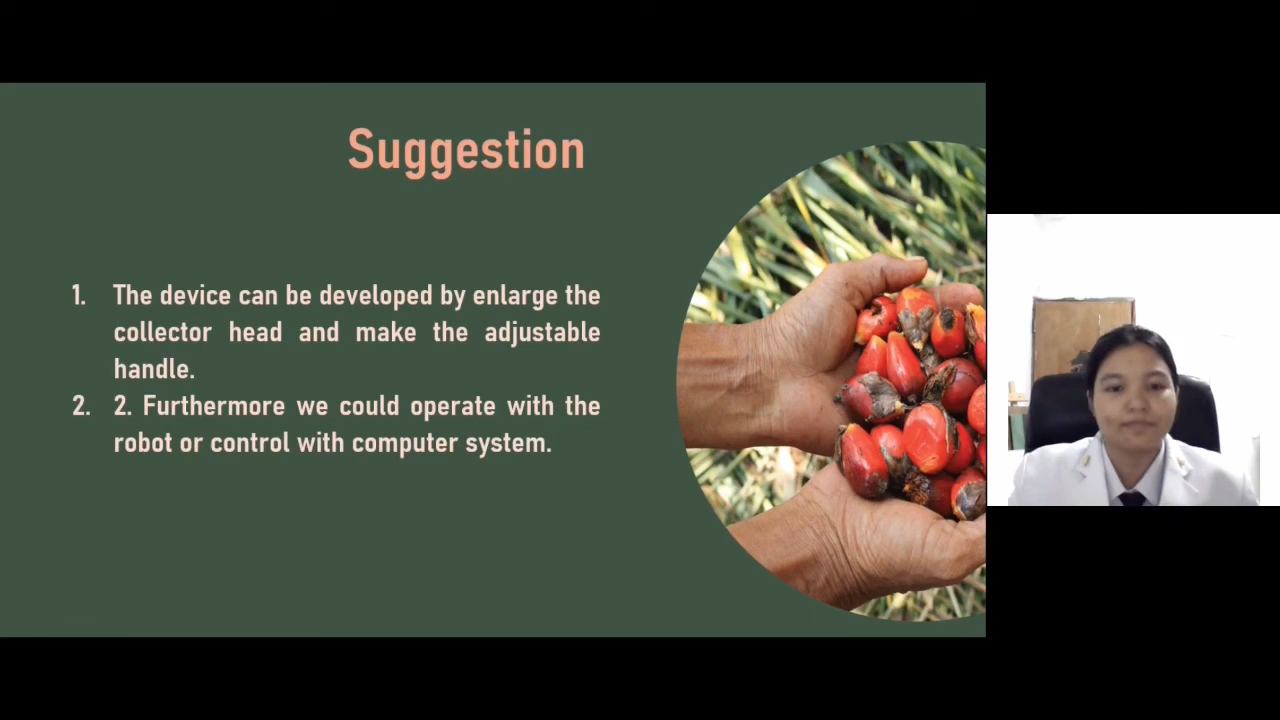 Suggestion
1. The device can be developed by enlarge the
collector head and make the adjustable
handle.
2. 2. Furthermore we could operate with the
robot or control with computer system.